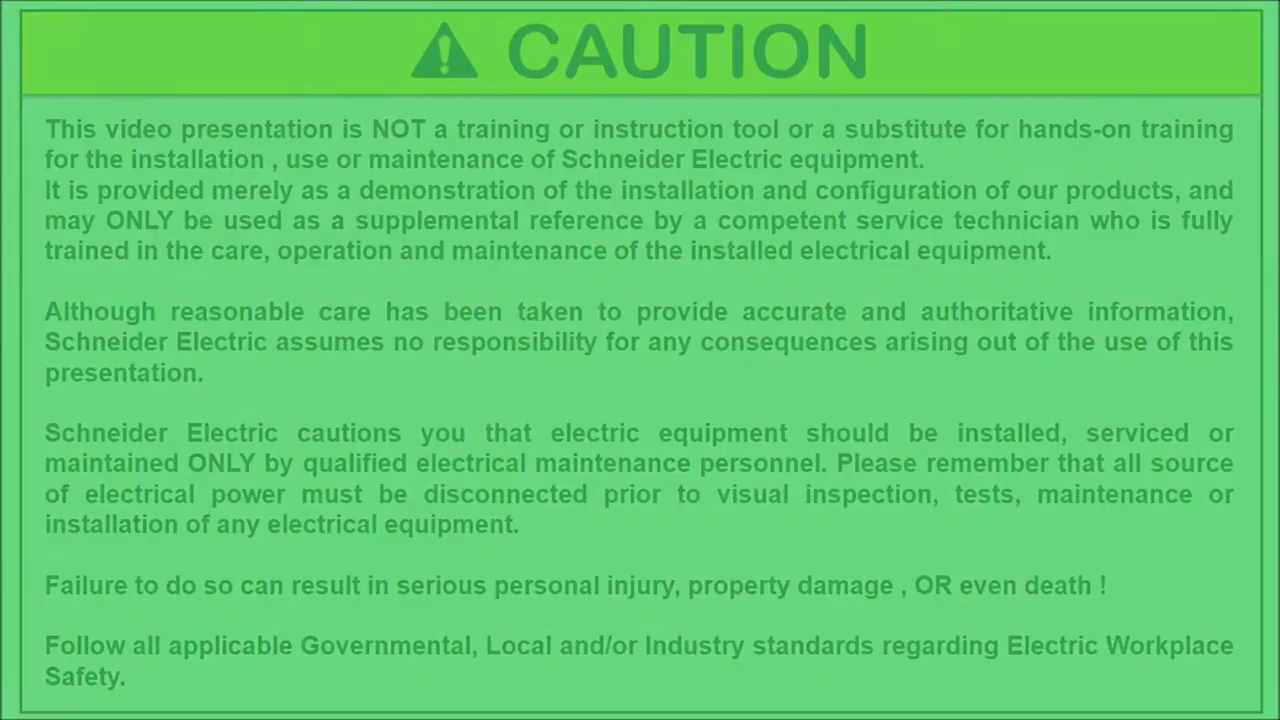 CAUTION
This video presentation is NOT a training or instruction tool or a substitute for hands-on training
for the installation , use or maintenance of Schneider Electric equipment.
It is provided merely as a demonstration of the installation and configuration of our products, and
may ONLY be used as a supplemental reference by a competent service technician who is fully
trained in the care, operation and maintenance of the installed electrical equipment.
Although reasonable care has been taken to provide accurate and authoritative information,
Schneider Electric assumes no responsibility for any consequences arising out of the use of this
presentation.
Schneider Electric cautions you that electric equipment should be installed, serviced or
maintained ONLY by qualified electrical maintenance personnel. Please remember that all source
of electrical power must be disconnected prior to visual inspection, tests, maintenance or
installation of any electrical equipment.
Failure to do so can result in serious personal injury, property damage , OR even death !
Follow all applicable Governmental, Local and/or Industry standards regarding Electric Workplace
Safety.